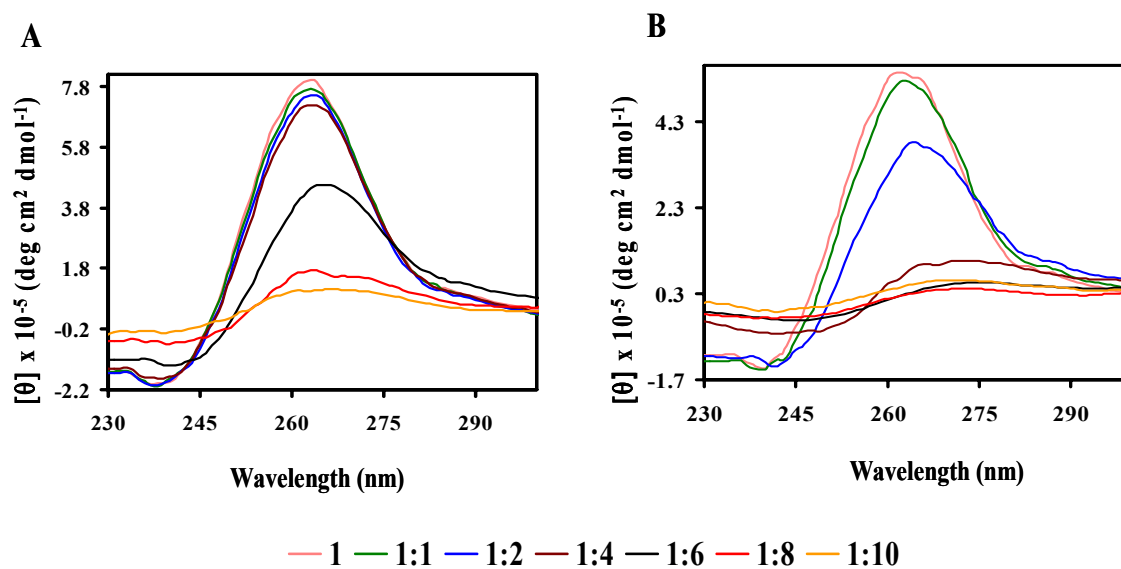 A
B
[θ] x 10-5 (deg cm2 dmol-1)
7.8
5.8
3.8
1.8
-0.2
-2.2
230 245 260 275 290
Wavelength (nm)
[θ] x 10-5 (deg cm2 dmol-1)
4.3
2.3
0.3
-1.7
230 245 260 275 290
Wavelength (nm)
1 1:1 1:2 1:4 1:6 1:8 1:10